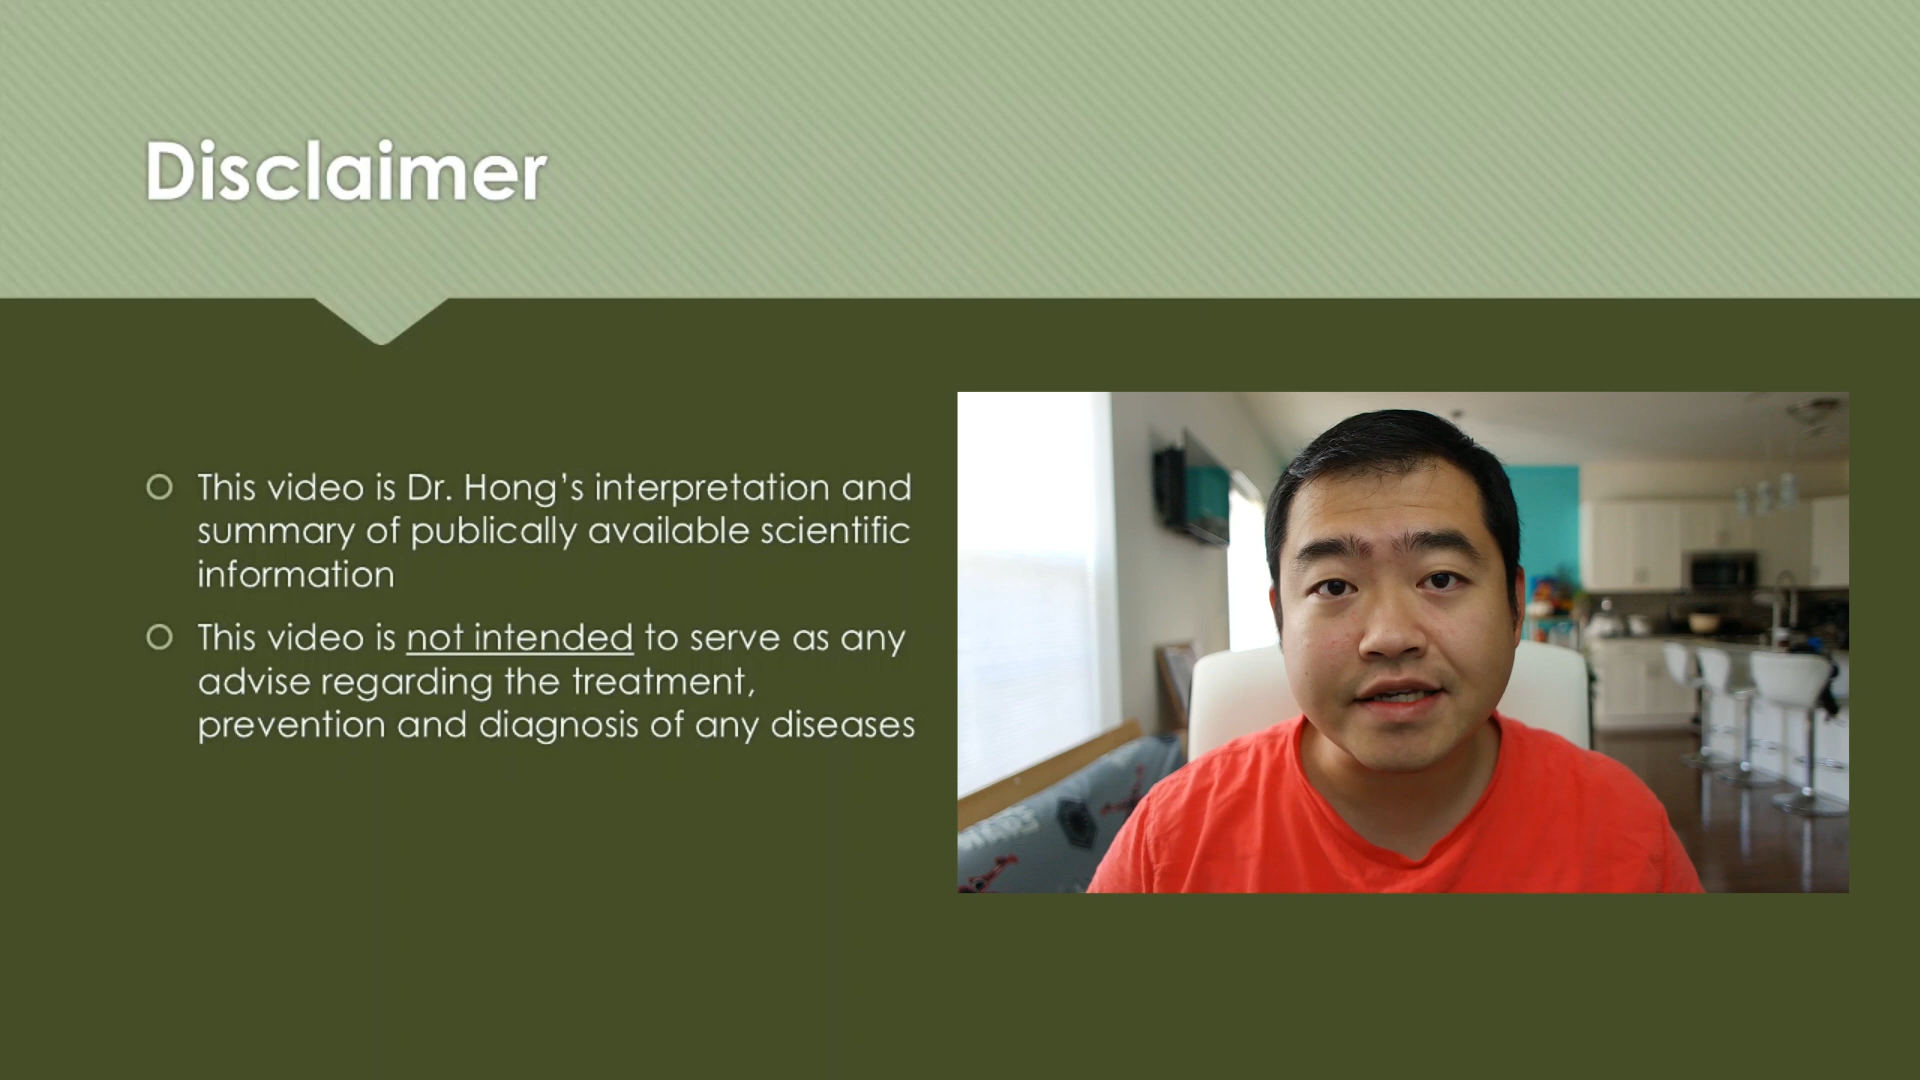 Disclaimer
This video is Dr. Hong’s interpretation and
summary of publically available scientific
information
This video is not intended to serve as any
advise regarding the treatment,
prevention and diagnosis of any diseases